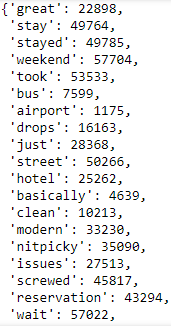 {'great': 22898,
'stay': 49764,
'stayed': 49785,
'weekend': 57704,
'took': 53533,
'bus': 7599,
'airport': 1175,
'drops': 16163,
'just': 28368,
'street': 50266,
'hotel': 25262,
'basically': 4639,
'clean': 10213,
'modern': 33230,
'nitpicky': 35090,
'issues': 27513,
'screwed': 45817,
'reservation': 43294,
'wait': 57022,